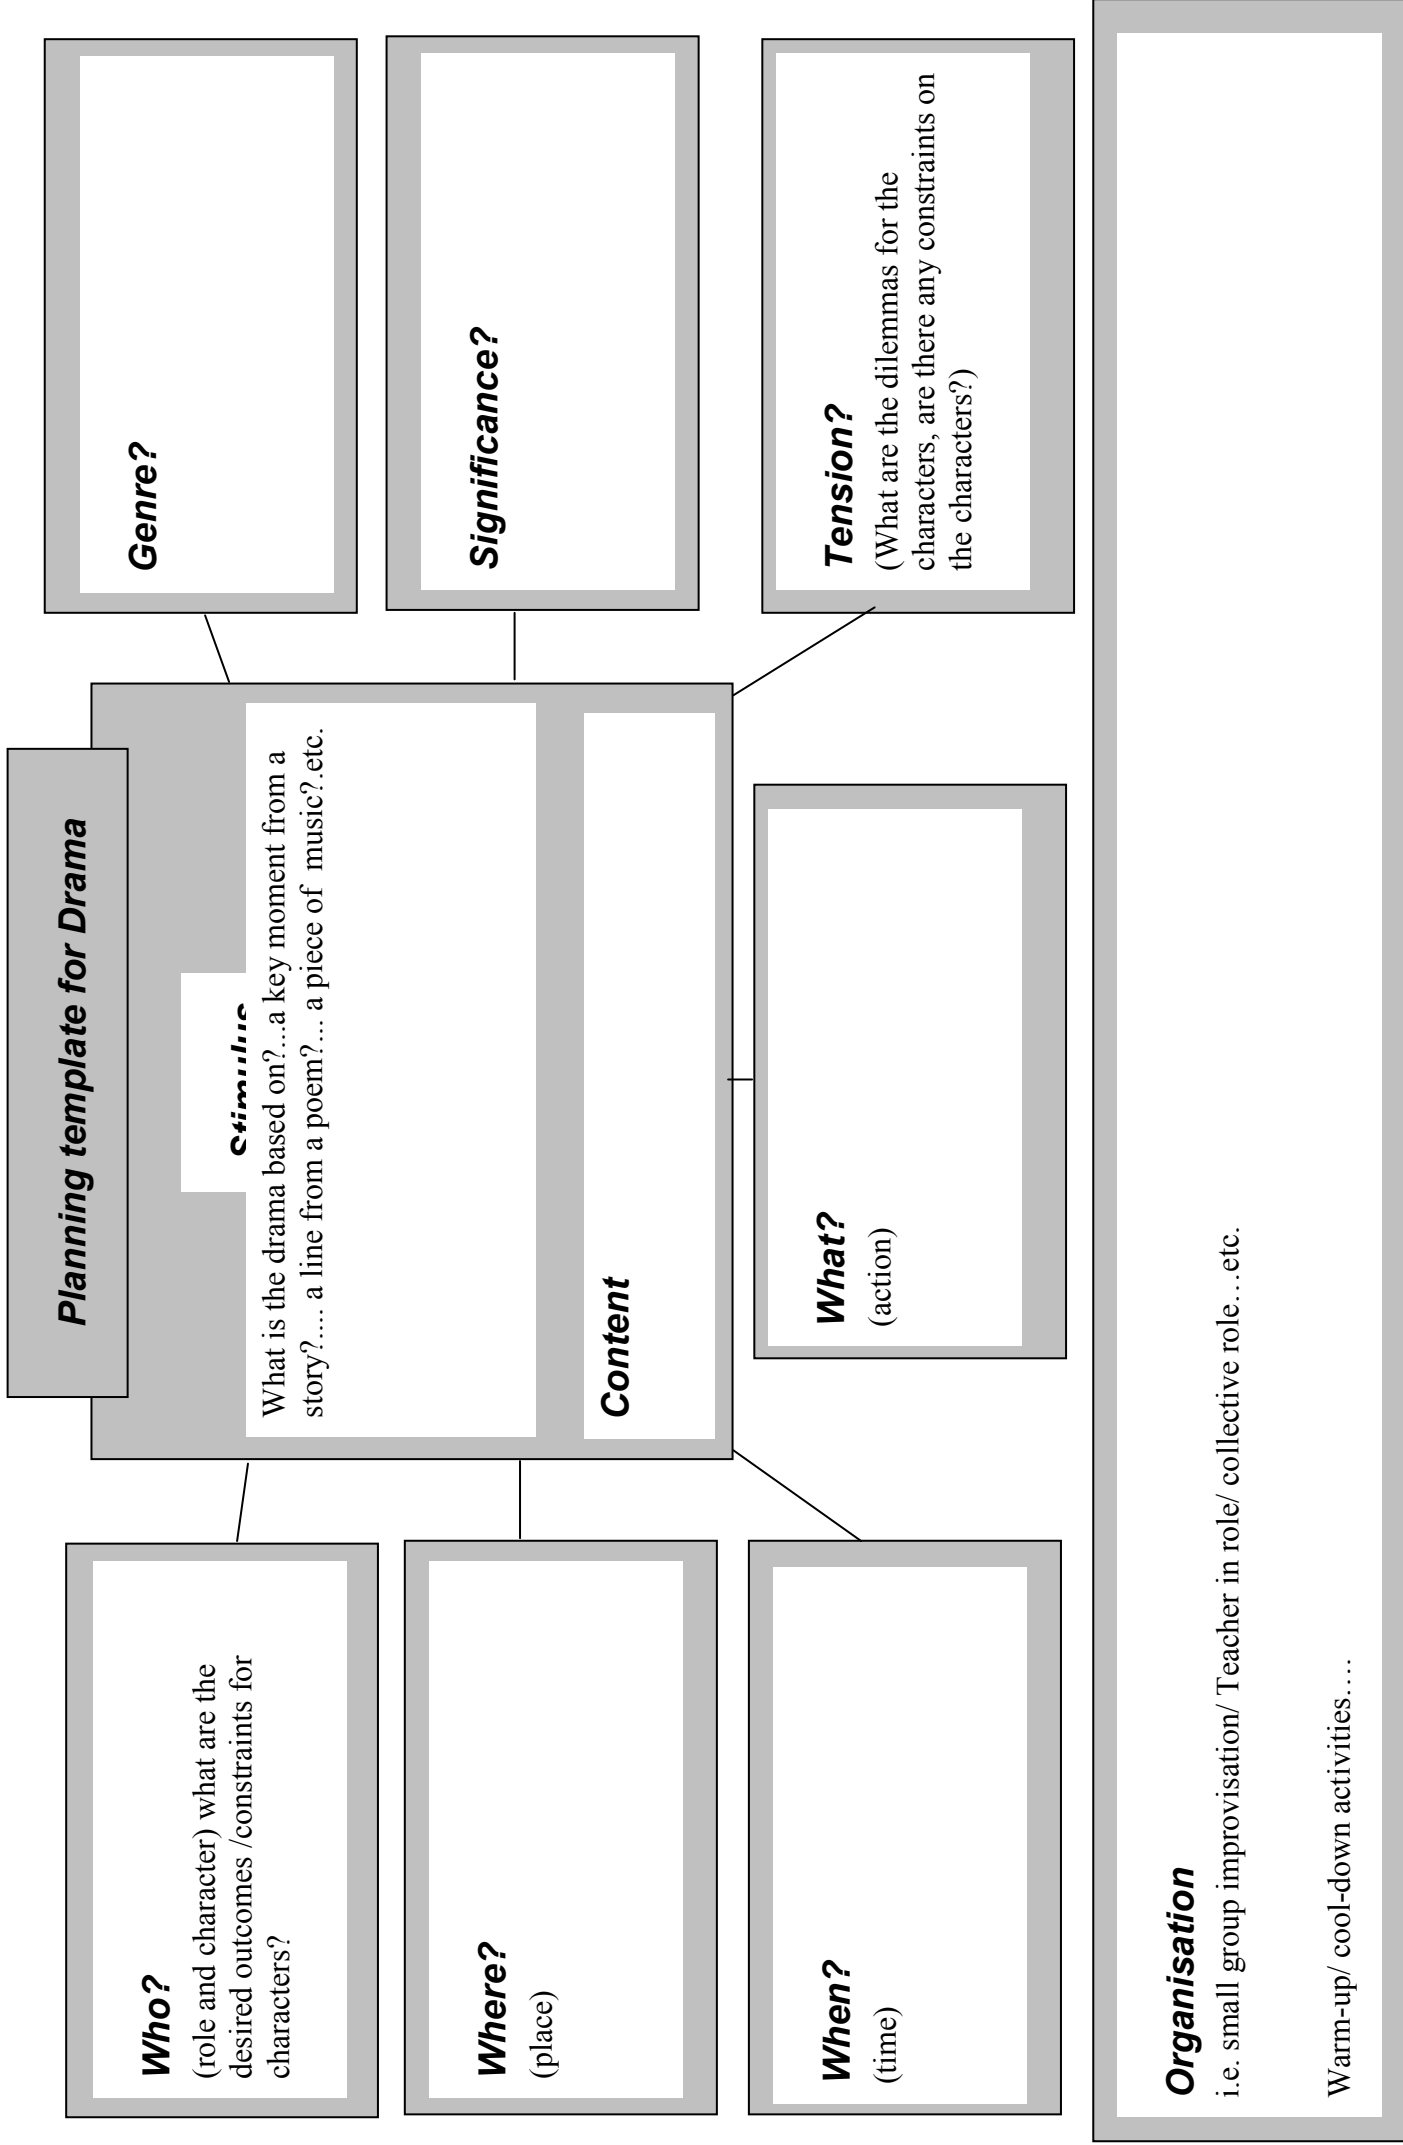 Planning template for Drama
Who?
(role and character) what are the
desired outcomes /constraints for
characters?
Where?
(place)
When?
(time)
Stimulus
What is the drama based on?...a key moment from a
story?.... a line from a poem?... a piece of music?.etc.
Content
What?
(action)
Genre?
Significance?
Tension?
(What are the dilemmas for the
characters, are there any constraints on
the characters?)
Organisation
i.e. small group improvisation/ Teacher in role/ collective role…etc.
Warm-up/ cool-down activities….